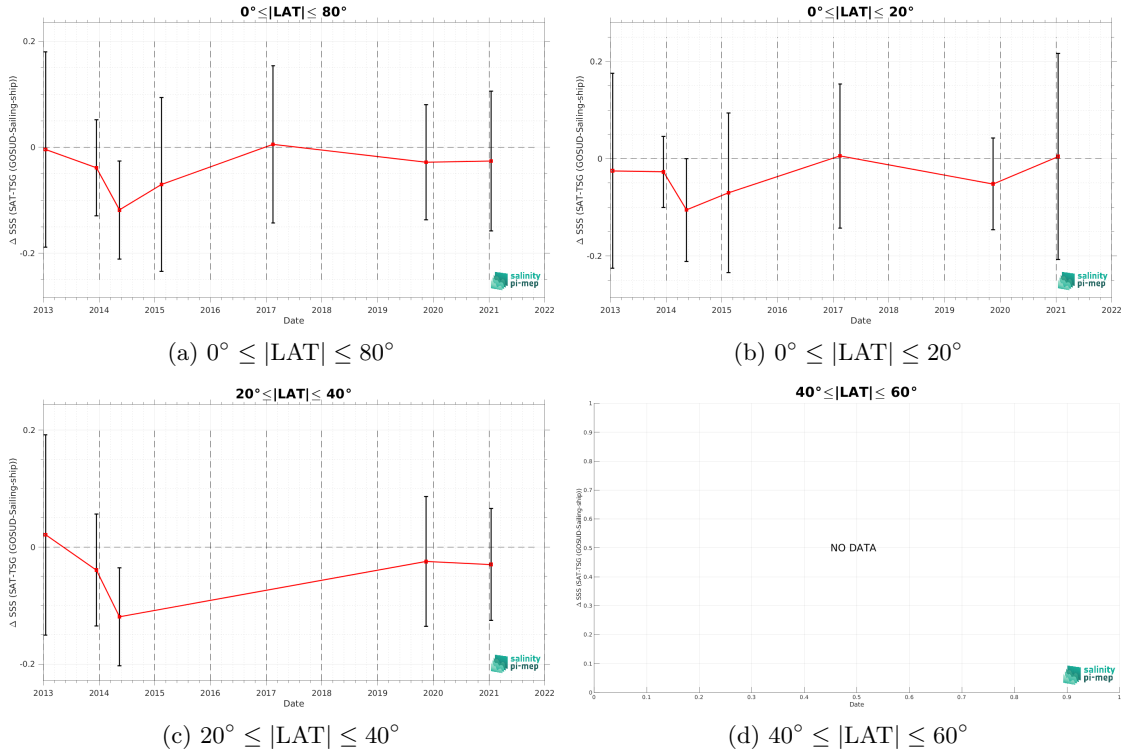 0°≤|LAT|≤ 80°
Δ SSS (SAT-TSG (GOSUD-Sailing-ship))
0.2
0
-0.2
2013 2014 2015 2016 2017 2018 2019 2020 2021 2022
Date
salinity
pi-mep
(a) 0° ≤ |LAT| ≤ 80°
0°≤|LAT|≤ 20°
Δ SSS (SAT-TSG (GOSUD-Sailing-ship))
0.2
0
-0.2
2013 2014 2015 2016 2017 2018 2019 2020 2021 2022
Date
salinity
pi-mep
(b) 0° ≤ |LAT| ≤ 20°
20°≤|LAT|≤ 40°
Δ SSS (SAT-TSG (GOSUD-Sailing-ship))
0.2
0
-0.2
2013 2014 2015 2016 2017 2018 2019 2020 2021 2022
Date
salinity
pi-mep
(c) 20° ≤ |LAT| ≤ 40°
40°≤|LAT|≤ 60°
Δ SSS (SAT-TSG (GOSUD-Sailing-ship))
1
0.9
0.8
0.7
0.6
0.5
0.4
0.3
0.2
0.1
0
NO DATA
0 0.1 0.2 0.3 0.4 0.5 0.6 0.7 0.8 0.9 1
Date
salinity
pi-mep
(d) 40° ≤ |LAT| ≤ 60°